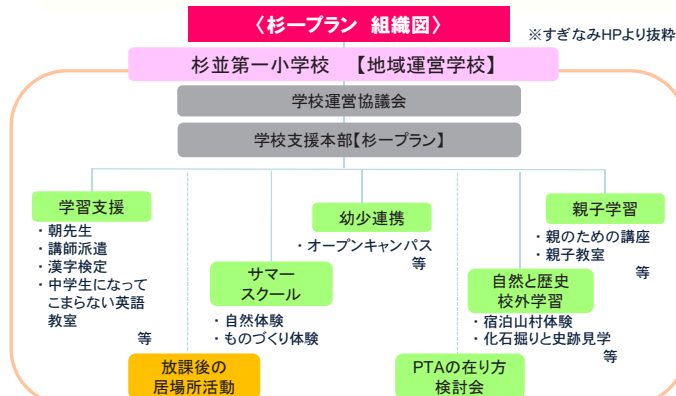 〈杉一プラン 組織図〉
※すぎなみHPより抜粋
杉並第一小学校 【地域運営学校】
学校運営協議会
学校支援本部【杉一プラン】
学習支援
・朝先生
・講師派遣
・漢字検定
・中学生になって
こまらない英語
教室
等
放課後の
居場所活動
サマー
スクール
・自然体験
・ものづくり体験
幼少連携
・オープンキャンパス
等
PTAの在り方
検討会
自然と歴史
校外学習
・宿泊山村体験
・化石掘りと史跡見学
等
親子学習
・親のための講座
・親子教室
等